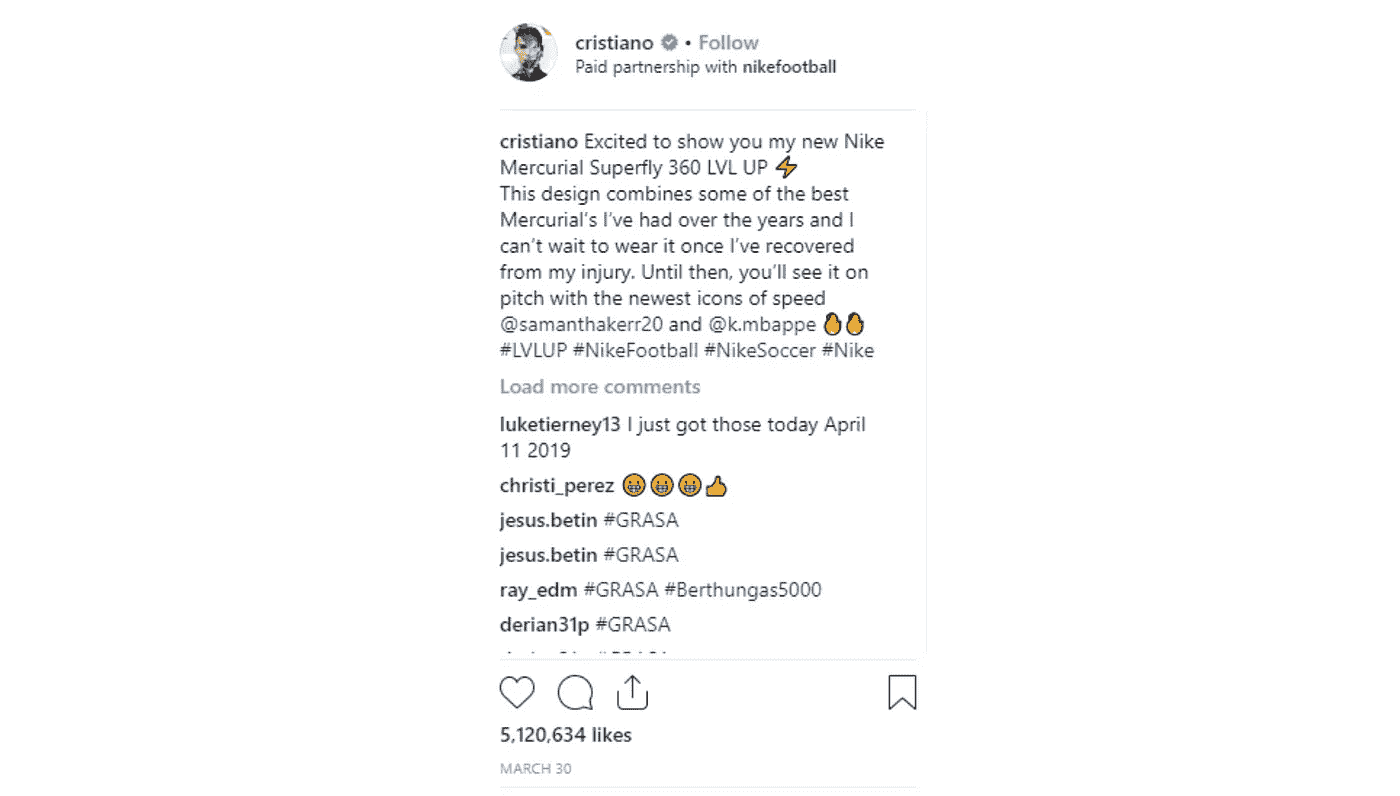 cristiano • Follow
Paid partnership with nikefootball
cristiano Excited to show you my new Nike
Mercurial Superfly 360 LVL UP ⚡
This design combines some of the best
Mercurial's I've had over the years and I
can't wait to wear it once I've recovered
from my injury. Until then, you'll see it on
pitch with the newest icons of speed
@samanthakerr20 and @k.mbappe 🔥🔥
#LVLUP #NikeFootball #NikeSoccer #Nike
Load more comments
luketierney13 I just got those today April
11 2019
christi_perez 😁😁😁👍
jesus.betin #GRASA
jesus.betin #GRASA
ray_edm #GRASA #Berthungas5000
derian31p #GRASA
5,120,634 likes
MARCH 30